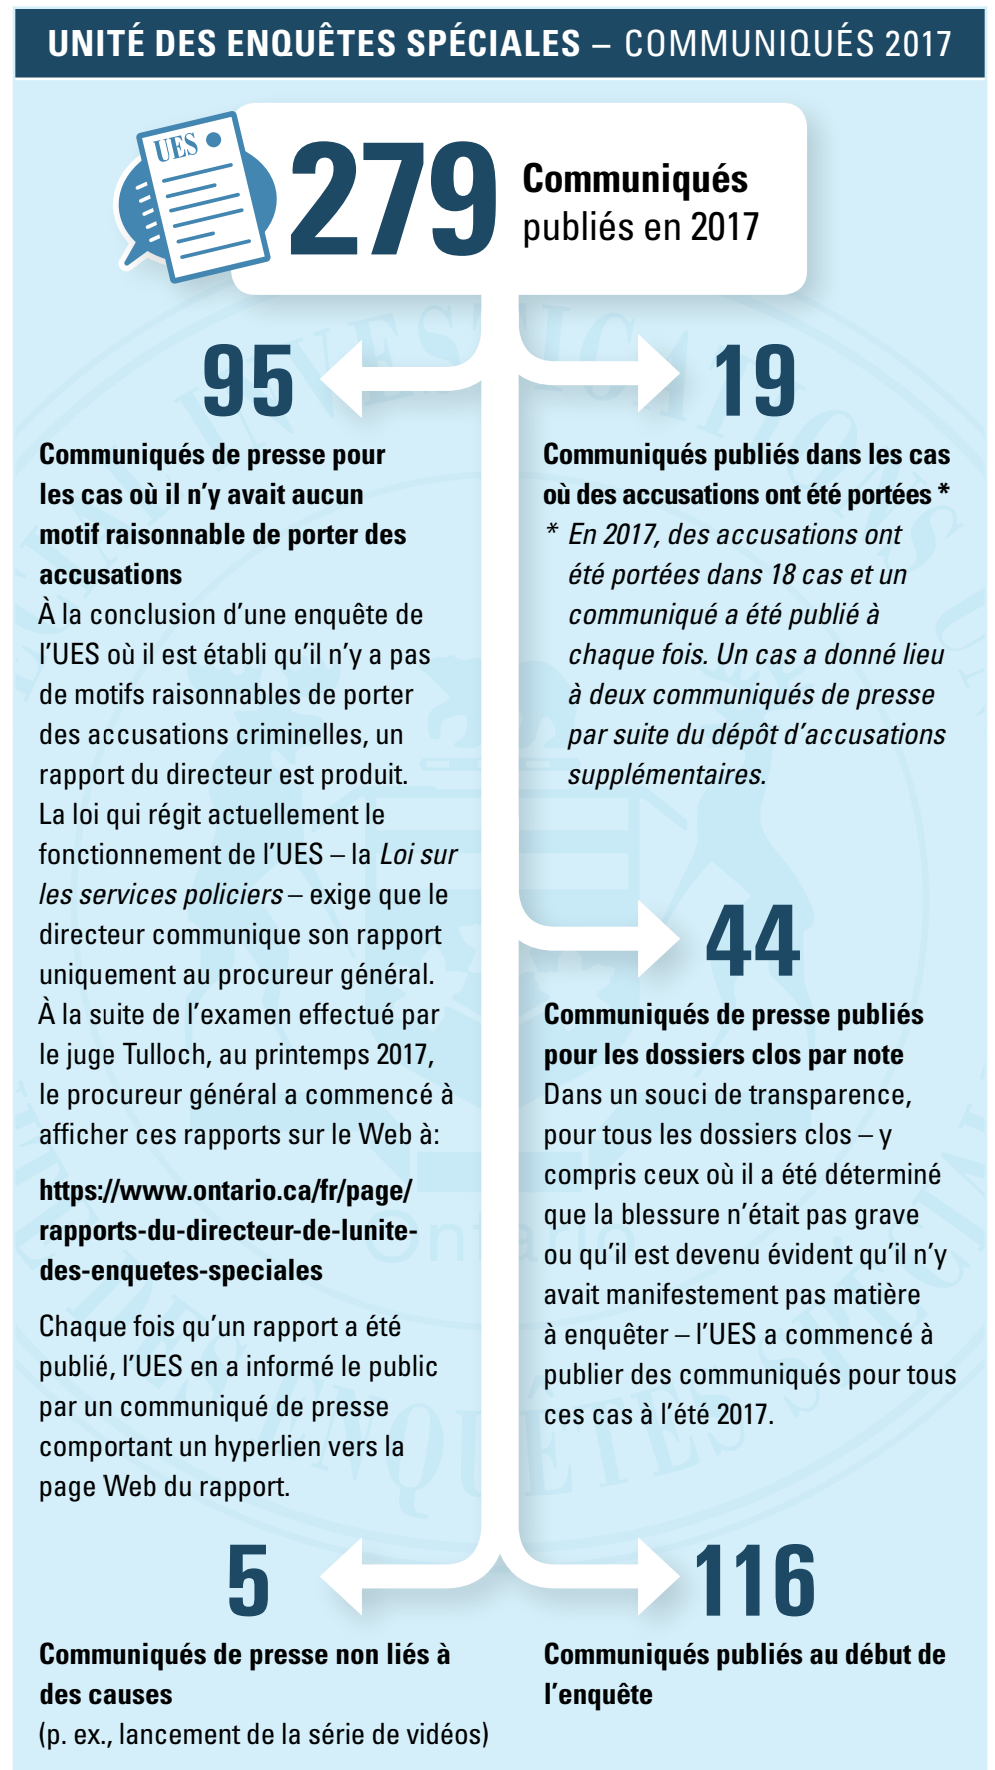 UNITÉ DES ENQUÊTES SPÉCIALES – COMMUNIQUÉS 2017
UES
279
Communiqués
publiés en 2017
95
Communiqués de presse pour
les cas où il n'y avait aucun
motif raisonnable de porter des
accusations
À la conclusion d’une enquête de
l’UES où il est établi qu’il n’y a pas
de motifs raisonnables de porter
des accusations criminelles, un
rapport du directeur est produit.
La loi qui régit actuellement le
fonctionnement de l’UES – la Loi sur
les services policiers – exige que le
directeur communique son rapport
uniquement au procureur général.
À la suite de l’examen effectué par
le juge Tulloch, au printemps 2017,
le procureur général a commencé à
afficher ces rapports sur le Web à:
https://www.ontario.ca/fr/page/
rapports-du-directeur-de-lunite-
des-enquetes-speciales
Chaque fois qu’un rapport a été
publié, l’UES en a informé le public
par un communiqué de presse
comportant un hyperlien vers la
page Web du rapport.
19
Communiqués publiés dans les cas
où des accusations ont été portées *
* En 2017, des accusations ont
été portées dans 18 cas et un
communiqué a été publié à
chaque fois. Un cas a donné lieu
à deux communiqués de presse
par suite du dépôt d’accusations
supplémentaires.
44
Communiqués de presse publiés
pour les dossiers clos par note
Dans un souci de transparence,
pour tous les dossiers clos – y
compris ceux où il a été déterminé
que la blessure n’était pas grave
ou qu’il est devenu évident qu’il n’y
avait manifestement pas matière
à enquêter – l’UES a commencé à
publier des communiqués pour tous
ces cas à l’été 2017.
5
Communiqués de presse non liés à
des causes
(p. ex., lancement de la série de vidéos)
116
Communiqués publiés au début de
l’enquête
Ontario